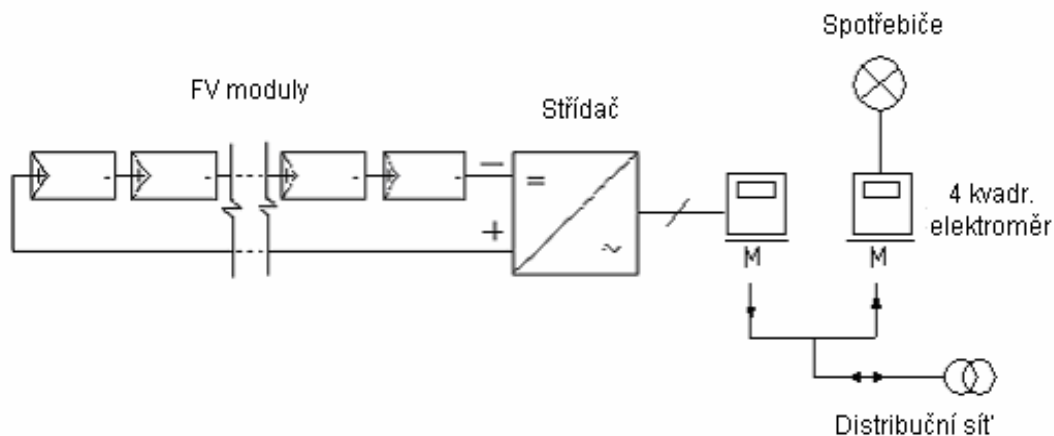 Spotřebiče
FV moduly
Střídač
4 kvadr.
elektroměr
M
M
Distribuční síť